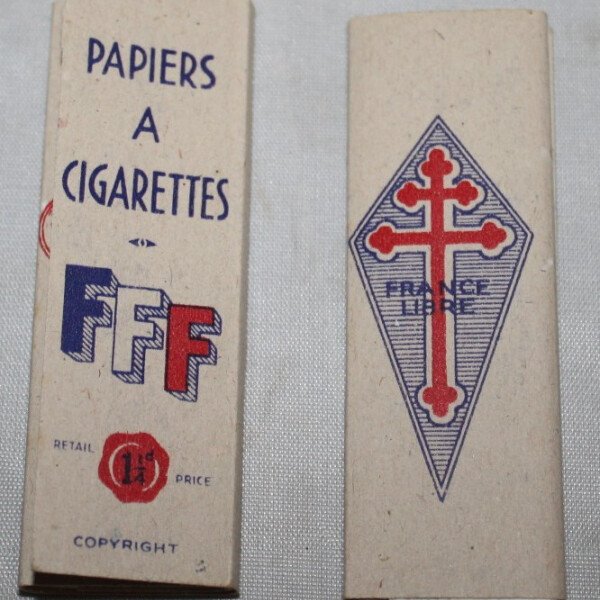 PAPIERS
A
CIGARETTES
FFF
RETAIL 1¼d PRICE
COPYRIGHT
FRANCE
LIBRE